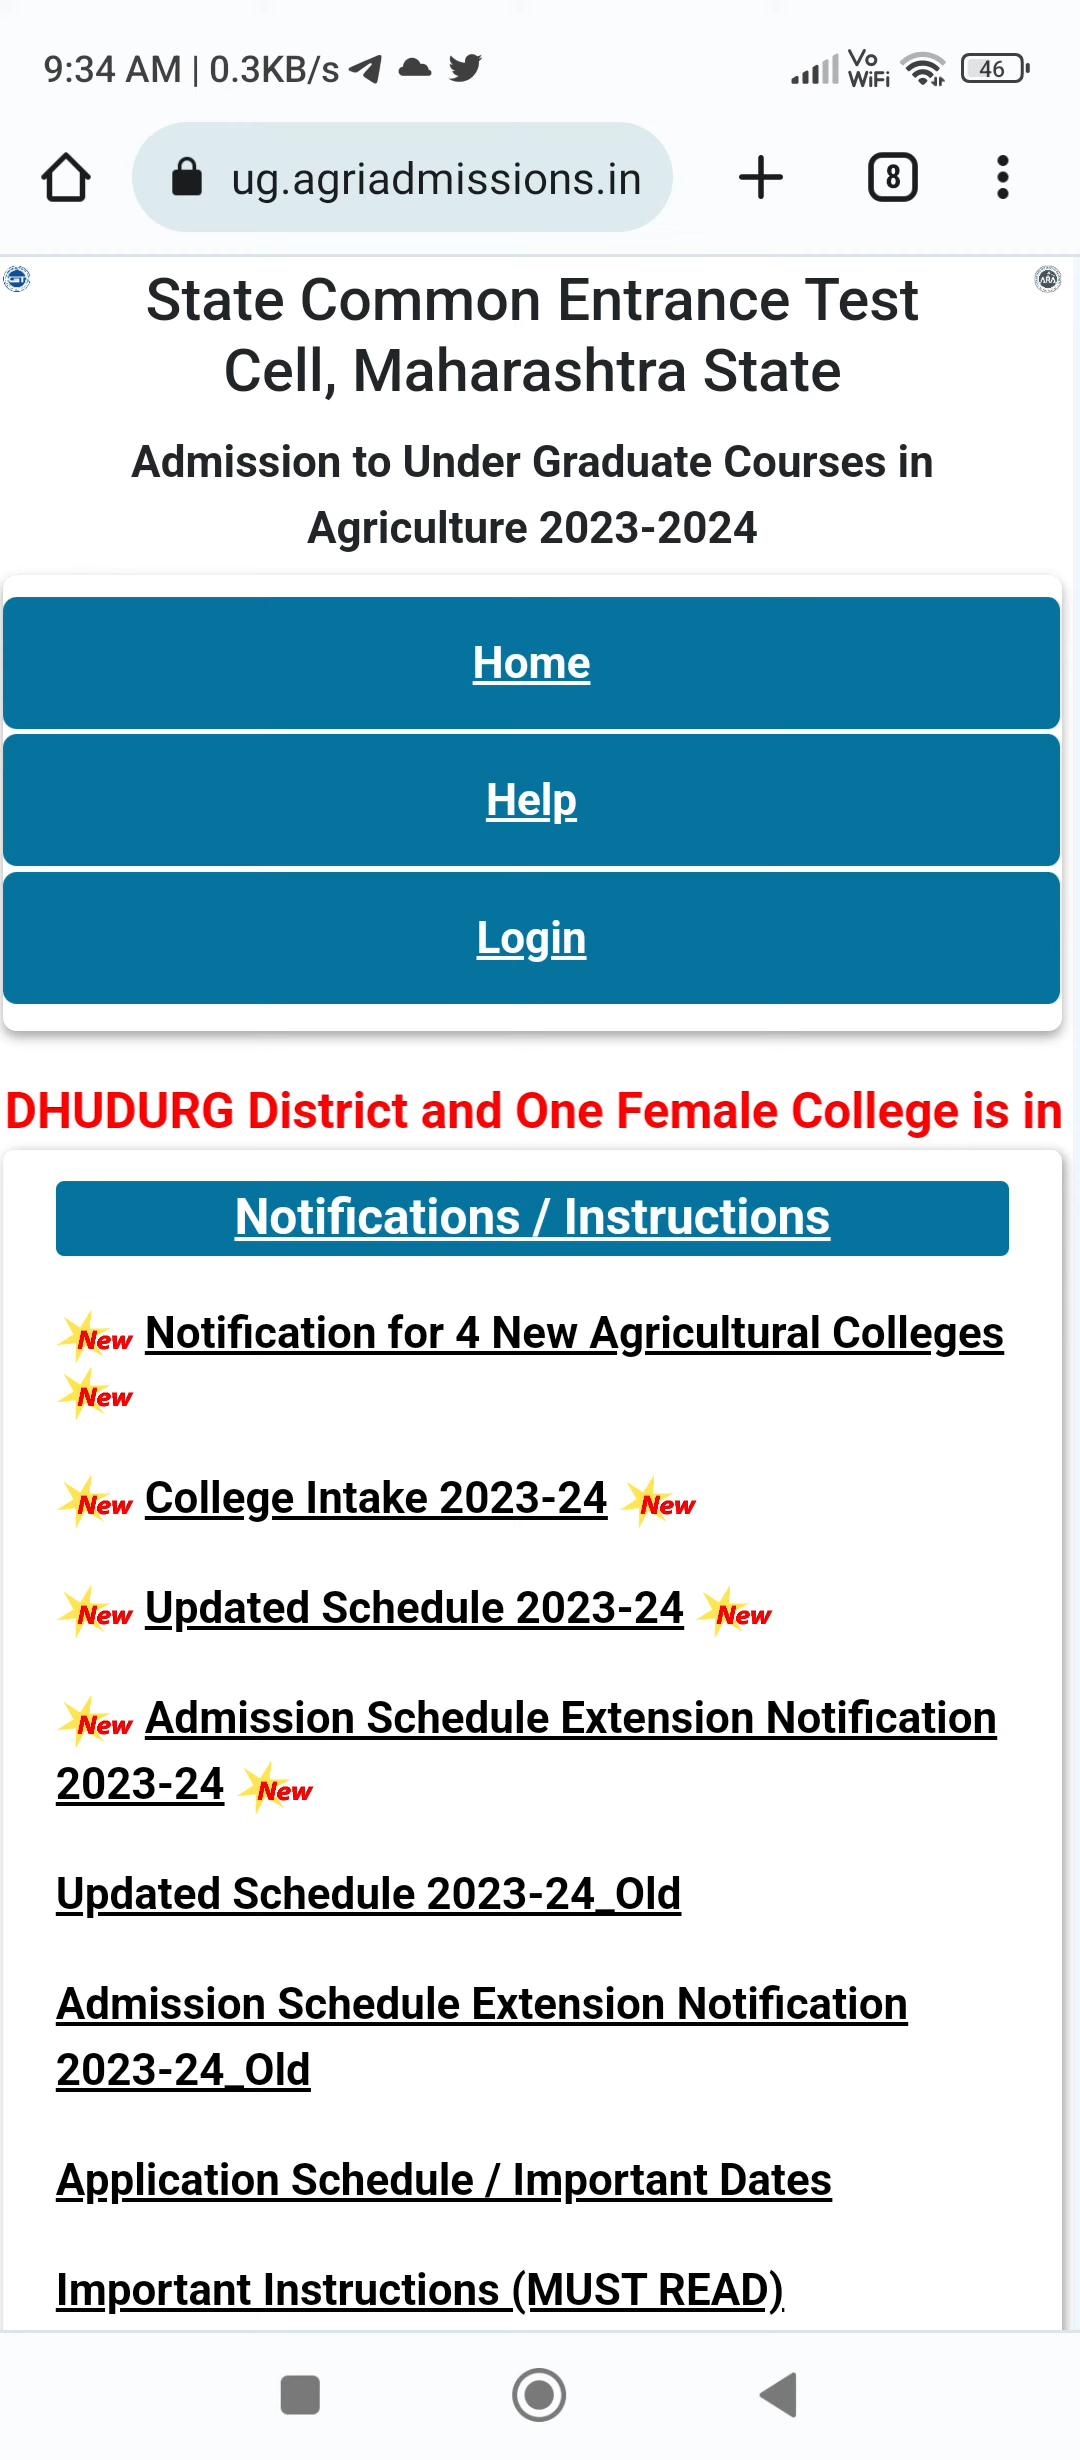 9:34 AM | 0.3KB/s
Vo
WiFi
46
ug.agriadmissions.in
8
State Common Entrance Test
Cell, Maharashtra State
Admission to Under Graduate Courses in
Agriculture 2023-2024
Home
Help
Login
DHUDURG District and One Female College is in
Notifications / Instructions
New Notification for 4 New Agricultural Colleges
New
New College Intake 2023-24 New
New Updated Schedule 2023-24 New
New Admission Schedule Extension Notification
2023-24 New
Updated Schedule 2023-24_Old
Admission Schedule Extension Notification
2023-24_Old
Application Schedule / Important Dates
Important Instructions (MUST READ)